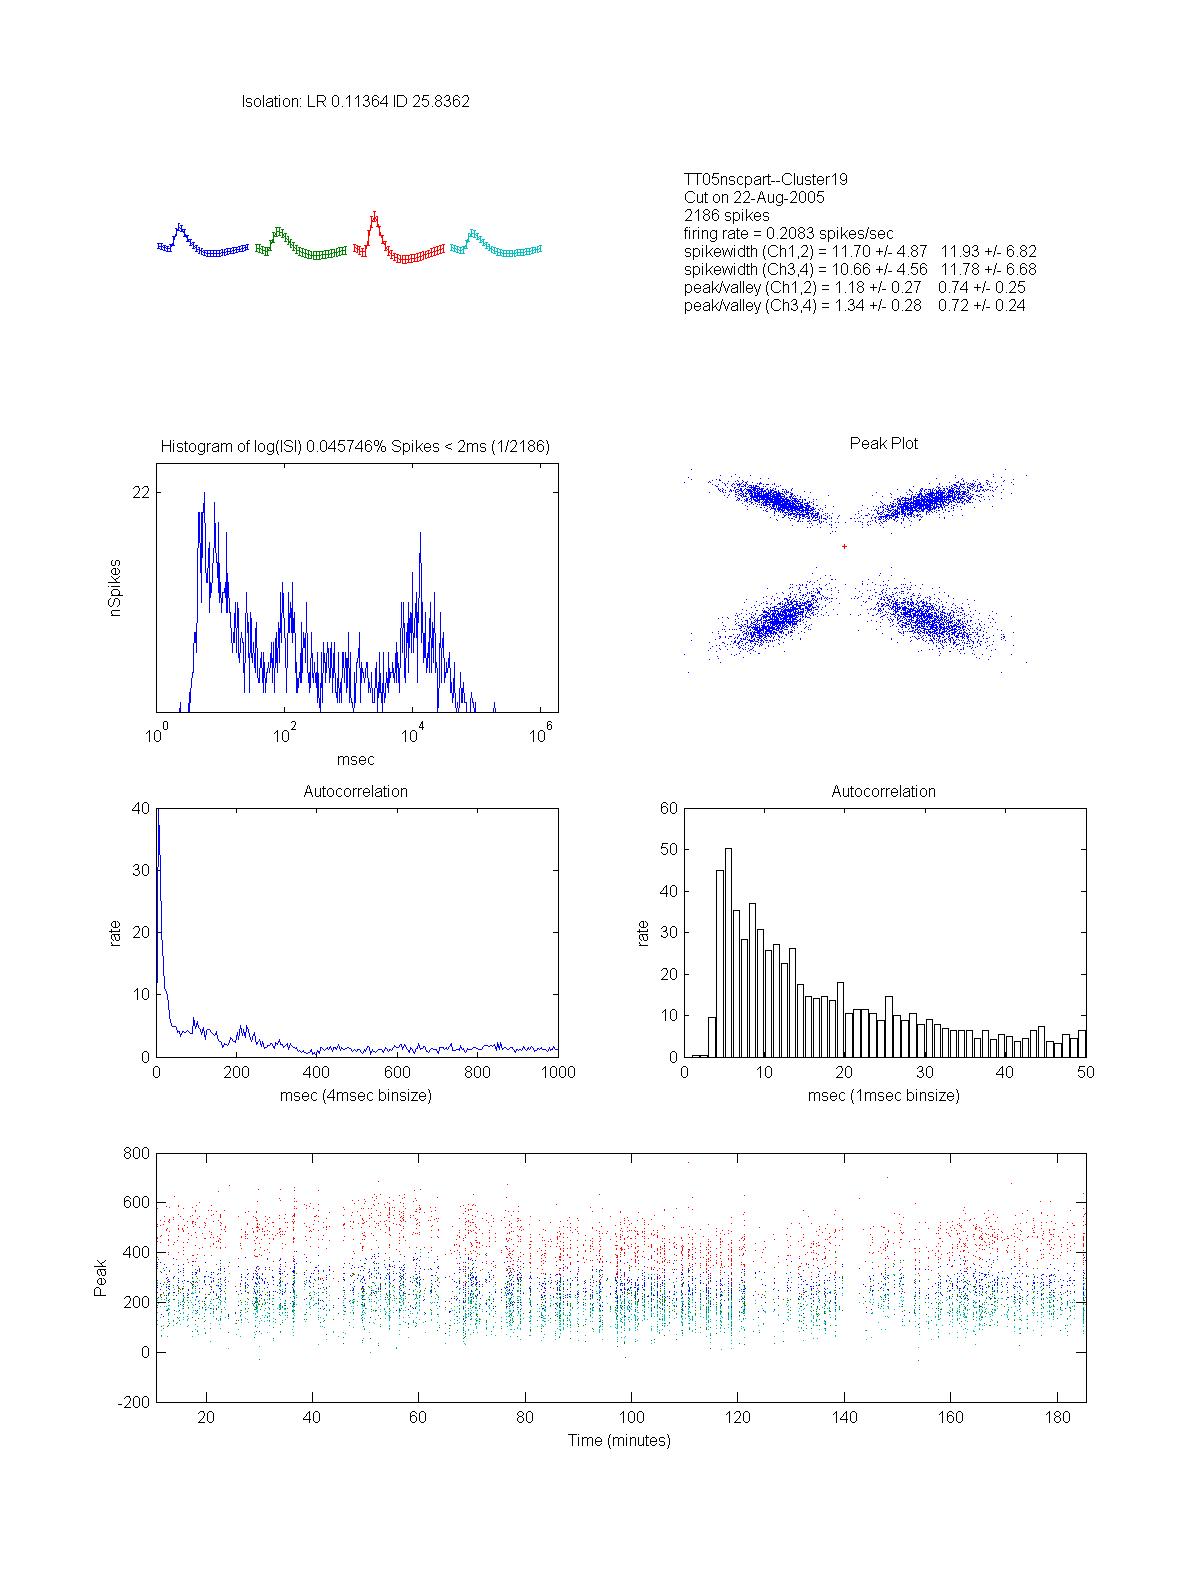 Isolation: LR 0.11364 ID 25.8362
TT05nscpart--Cluster19
Cut on 22-Aug-2005
2186 spikes
firing rate = 0.2083 spikes/sec
spikewidth (Ch1,2) = 11.70 +/- 4.87   11.93 +/- 6.82
spikewidth (Ch3,4) = 10.66 +/- 4.56   11.78 +/- 6.68
peak/valley (Ch1,2) = 1.18 +/- 0.27   0.74 +/- 0.25
peak/valley (Ch3,4) = 1.34 +/- 0.28   0.72 +/- 0.24
Histogram of log(ISI) 0.045746% Spikes < 2ms (1/2186)
22
nSpikes
10^0 10^2 10^4 10^6
msec
Peak Plot
Autocorrelation
40
30
20
10
0
rate
0 200 400 600 800 1000
msec (4msec binsize)
Autocorrelation
60
50
40
30
20
10
0
rate
0 10 20 30 40 50
msec (1msec binsize)
800
600
400
200
0
-200
Peak
20 40 60 80 100 120 140 160 180
Time (minutes)